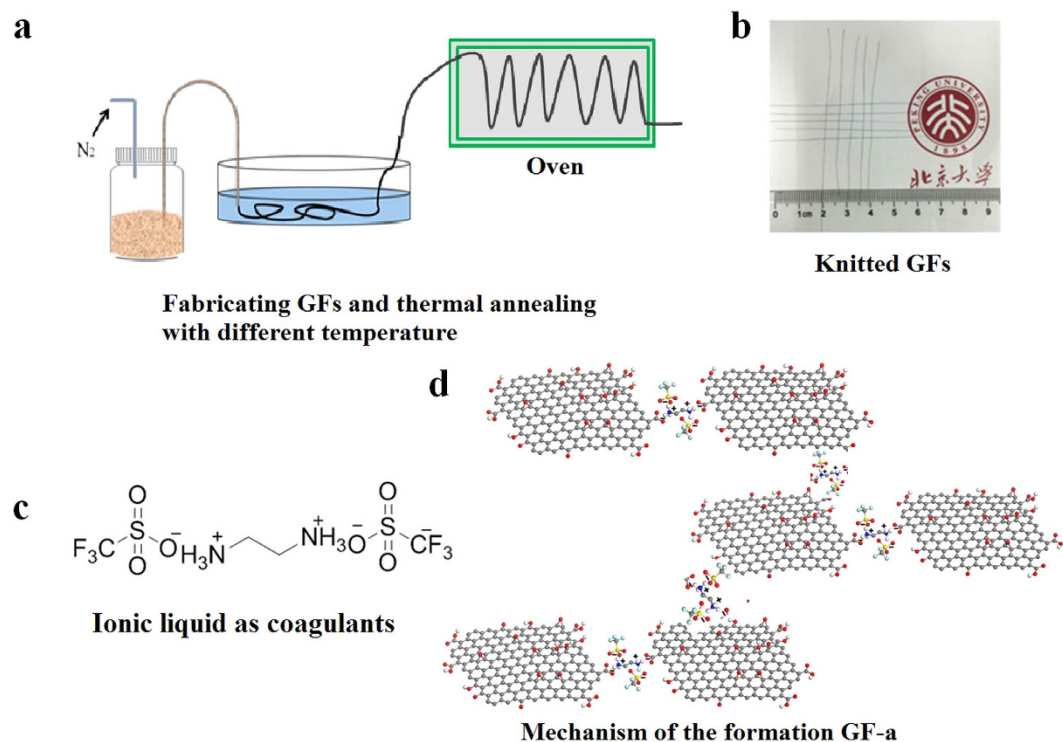 a
N₂
Oven
Fabricating GFs and thermal annealing
with different temperature
b
PEKING UNIVERSITY
1898
北京大学
0 1cm 2 3 4 5 6 7 8 9
Knitted GFs
c
F₃C S O O O⁻ H₃N⁺ NH₃⁺ ⁻O S O O CF₃
Ionic liquid as coagulants
d
Mechanism of the formation GF-a